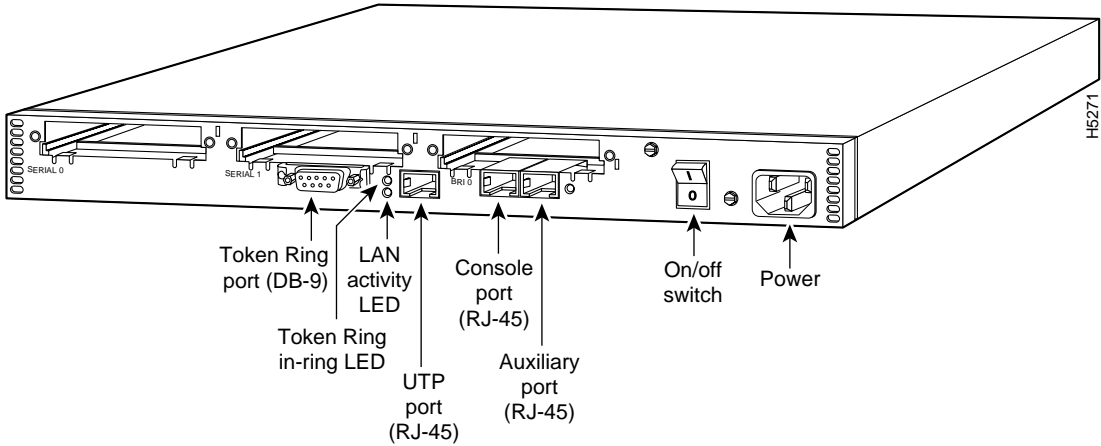 H5271
SERIAL 0
SERIAL 1
BRI 0
I
0
Token Ring
port (DB-9)
LAN
activity
LED
Token Ring
in-ring LED
UTP
port
(RJ-45)
Console
port
(RJ-45)
Auxiliary
port
(RJ-45)
On/off
switch
Power